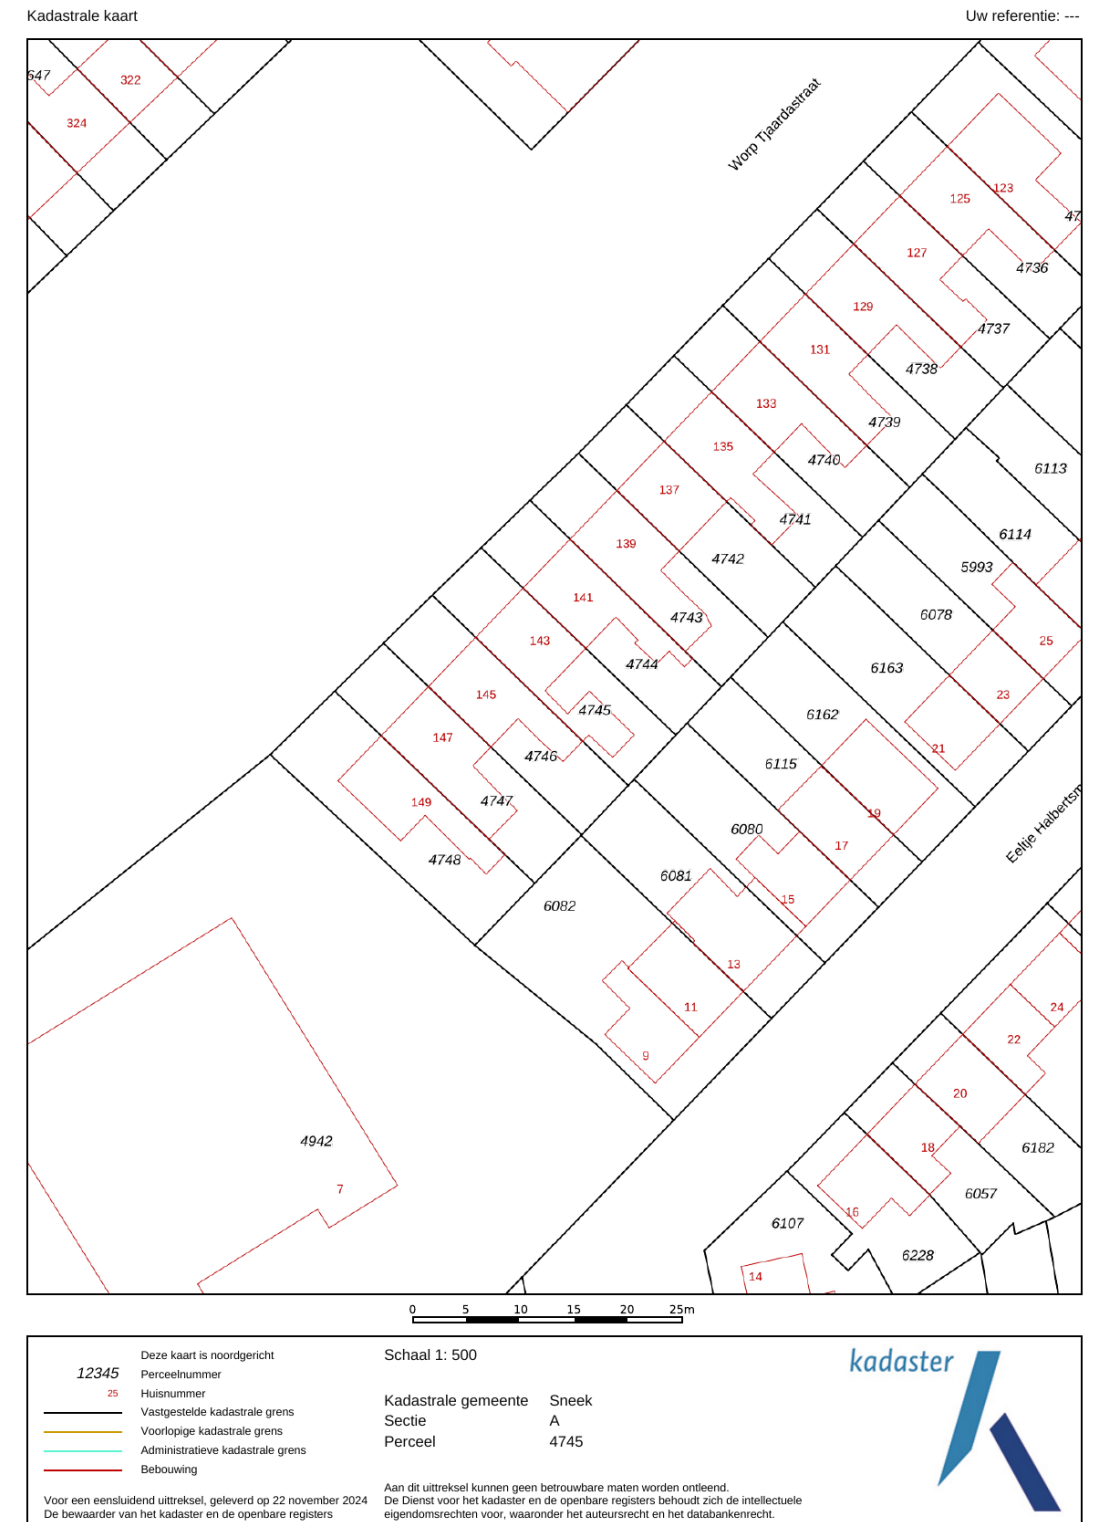 Kadastrale kaart
Uw referentie: ---
647
322
324
Worp Tjaardastraat
123
125
47
127
4736
129
4737
131
4738
133
4739
135
4740
6113
137
4741
6114
139
4742
5993
141
4743
6078
143
4744
25
6163
145
4745
23
6162
147
4746
21
6115
149
4747
19
Eeltje Halbertsm
6080
17
4748
6081
15
6082
13
11
24
9
22
20
4942
18
6182
7
6057
16
6107
6228
14
0 5 10 15 20 25m
Deze kaart is noordgericht
12345 Perceelnummer
25 Huisnummer
Vastgestelde kadastrale grens
Voorlopige kadastrale grens
Administratieve kadastrale grens
Bebouwing
Voor een eensluidend uittreksel, geleverd op 22 november 2024
De bewaarder van het kadaster en de openbare registers
Schaal 1: 500
Kadastrale gemeente Sneek
Sectie A
Perceel 4745
Aan dit uittreksel kunnen geen betrouwbare maten worden ontleend.
De Dienst voor het kadaster en de openbare registers behoudt zich de intellectuele
eigendomsrechten voor, waaronder het auteursrecht en het databankenrecht.
kadaster